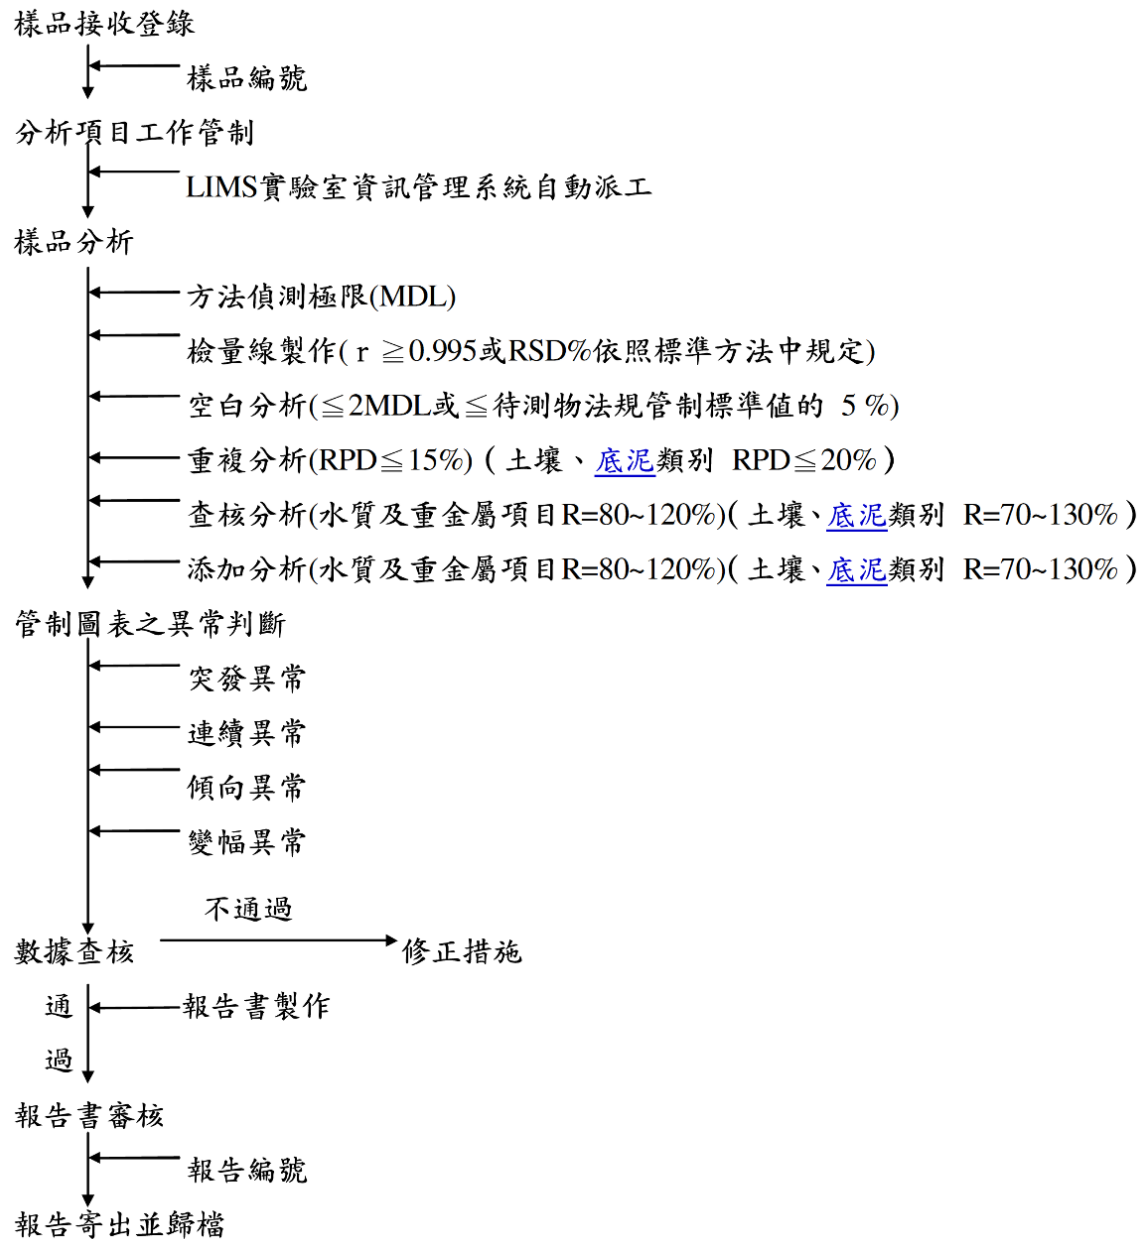 樣品接收登錄
樣品編號
分析項目工作管制
LIMS實驗室資訊管理系統自動派工
樣品分析
方法偵測極限(MDL)
檢量線製作( r ≧0.995或RSD%依照標準方法中規定)
空白分析(≦2MDL或≦待測物法規管制標準值的 5 %)
重複分析(RPD≦15%) ( 土壤、底泥類別 RPD≦20% )
查核分析(水質及重金屬項目R=80~120%)( 土壤、底泥類別 R=70~130% )
添加分析(水質及重金屬項目R=80~120%)( 土壤、底泥類別 R=70~130% )
管制圖表之異常判斷
突發異常
連續異常
傾向異常
變幅異常
不通過
數據查核
修正措施
通
報告書製作
過
報告書審核
報告編號
報告寄出並歸檔